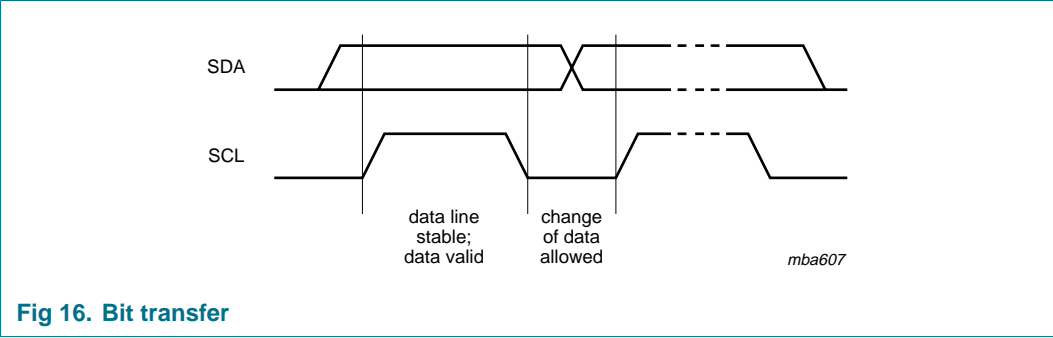 SDA
SCL
data line
stable;
data valid
change
of data
allowed
mba607
Fig 16. Bit transfer